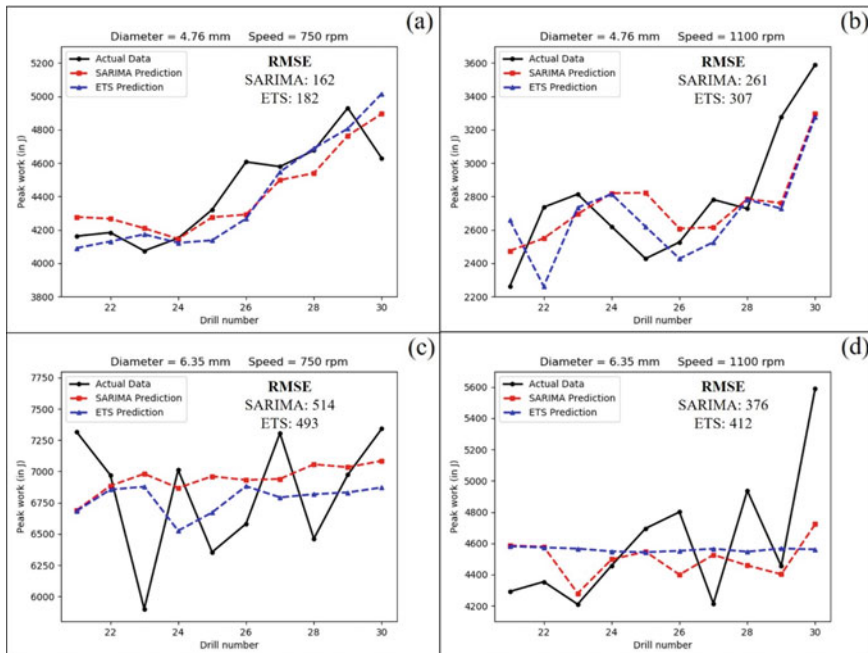 (a)
Diameter = 4.76 mm Speed = 750 rpm
Actual Data
SARIMA Prediction
ETS Prediction
RMSE
SARIMA: 162
ETS: 182
Peak work (in J)
5200
5000
4800
4600
4400
4200
4000
3800
22 24 26 28 30
Drill number
(b)
Diameter = 4.76 mm Speed = 1100 rpm
Actual Data
SARIMA Prediction
ETS Prediction
RMSE
SARIMA: 261
ETS: 307
Peak work (in J)
3600
3400
3200
3000
2800
2600
2400
2200
22 24 26 28 30
Drill number
(c)
Diameter = 6.35 mm Speed = 750 rpm
Actual Data
SARIMA Prediction
ETS Prediction
RMSE
SARIMA: 514
ETS: 493
Peak work (in J)
7750
7500
7250
7000
6750
6500
6250
6000
22 24 26 28 30
Drill number
(d)
Diameter = 6.35 mm Speed = 1100 rpm
Actual Data
SARIMA Prediction
ETS Prediction
RMSE
SARIMA: 376
ETS: 412
Peak work (in J)
5600
5400
5200
5000
4800
4600
4400
4200
22 24 26 28 30
Drill number